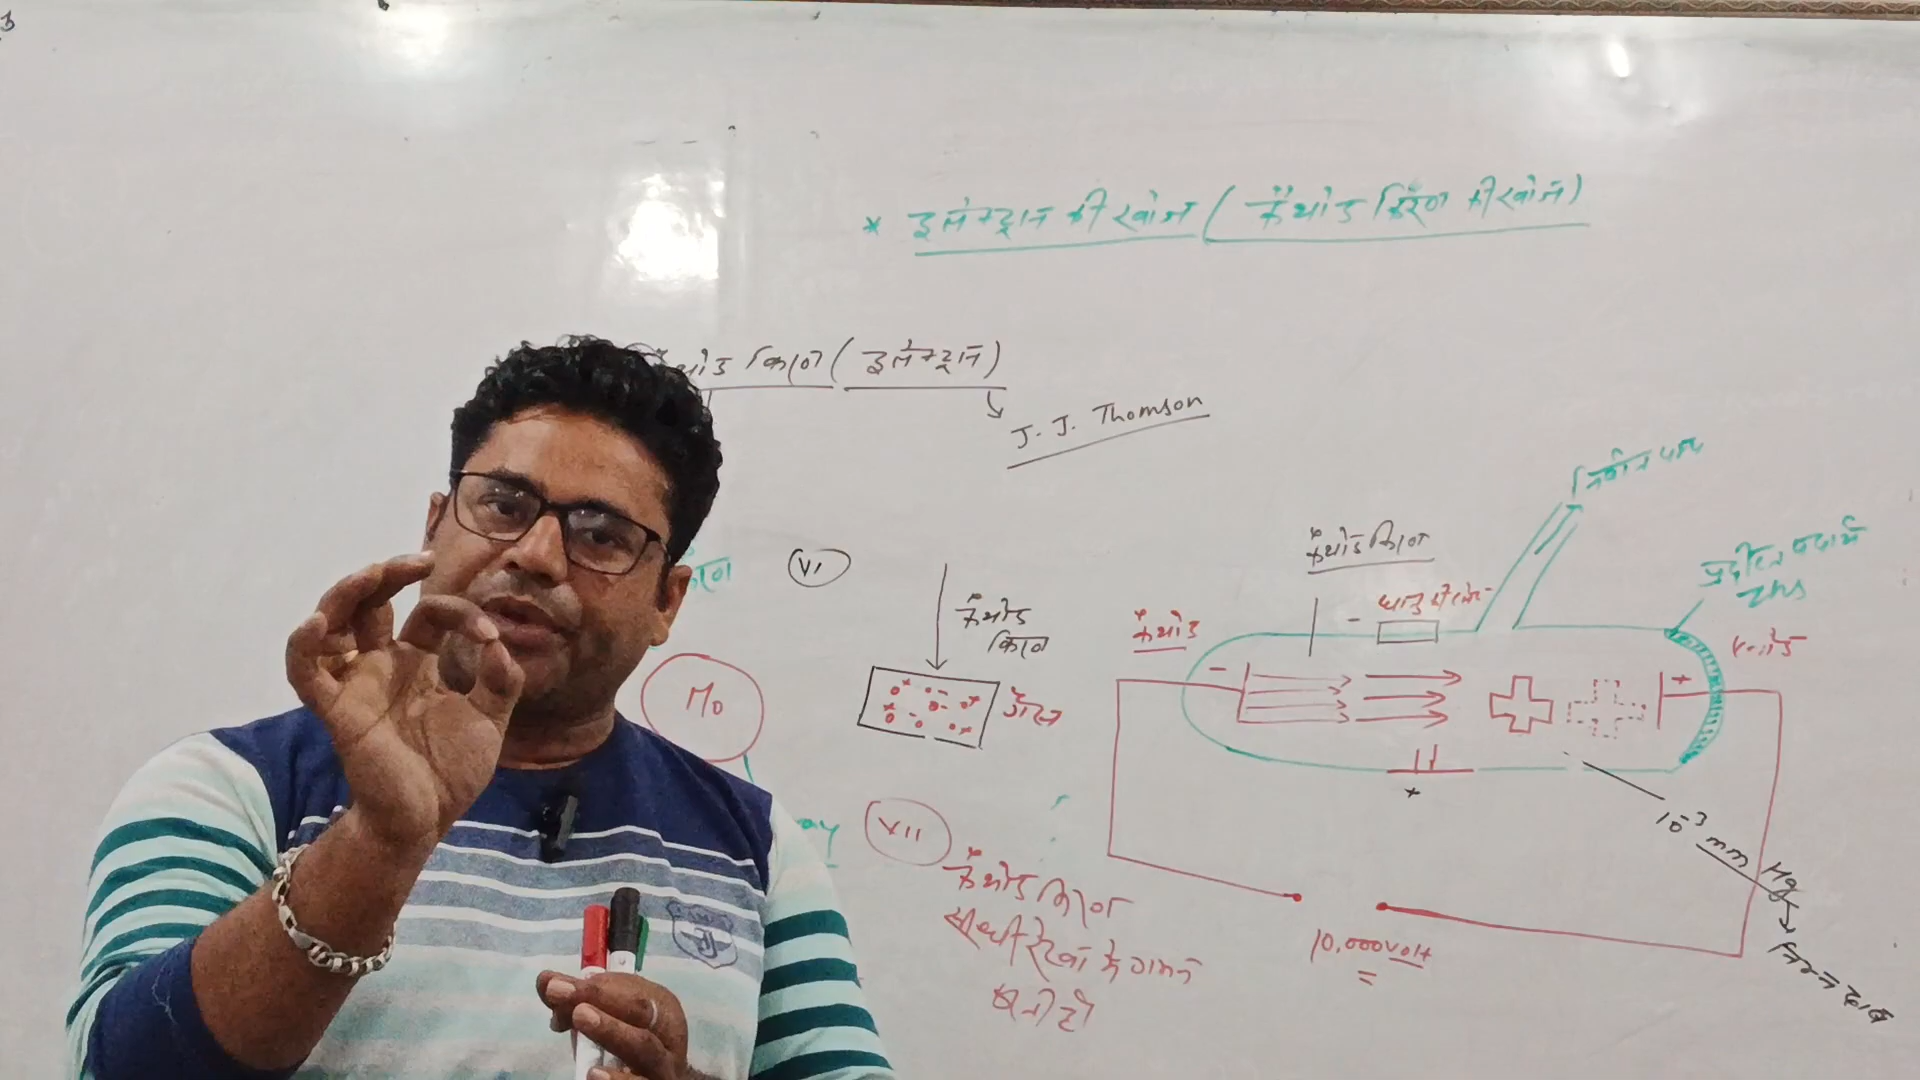 * इलेक्ट्रान की खोज ( कैथोड किरण की खोज )
थोड किरण ( इलेक्ट्रान )
J. J. Thomson
VI
कैथोड
किरण
गैस
Mo
VII
कैथोड किरण
सीधी रेखा में गमन
करती है
कैथोड किरण
कैथोड
धातु की प्लेट
-
निर्वात पम्प
प्रदीप्त पदार्थ
ZnS
एनोड
-
+
+
10⁻³ mm Hg
निम्न दाब
10,000 volt